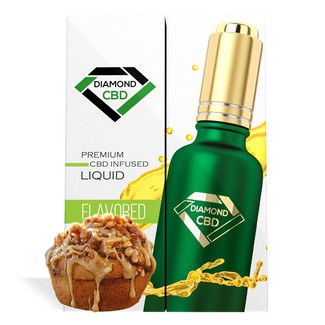 DIAMOND
CBD
PREMIUM
CBD INFUSED
LIQUID
FLAVORED
DIAMOND
CBD